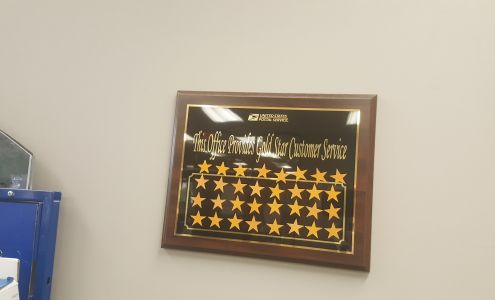 UNITED STATES
POSTAL SERVICE
This Office Provides Gold Star Customer Service